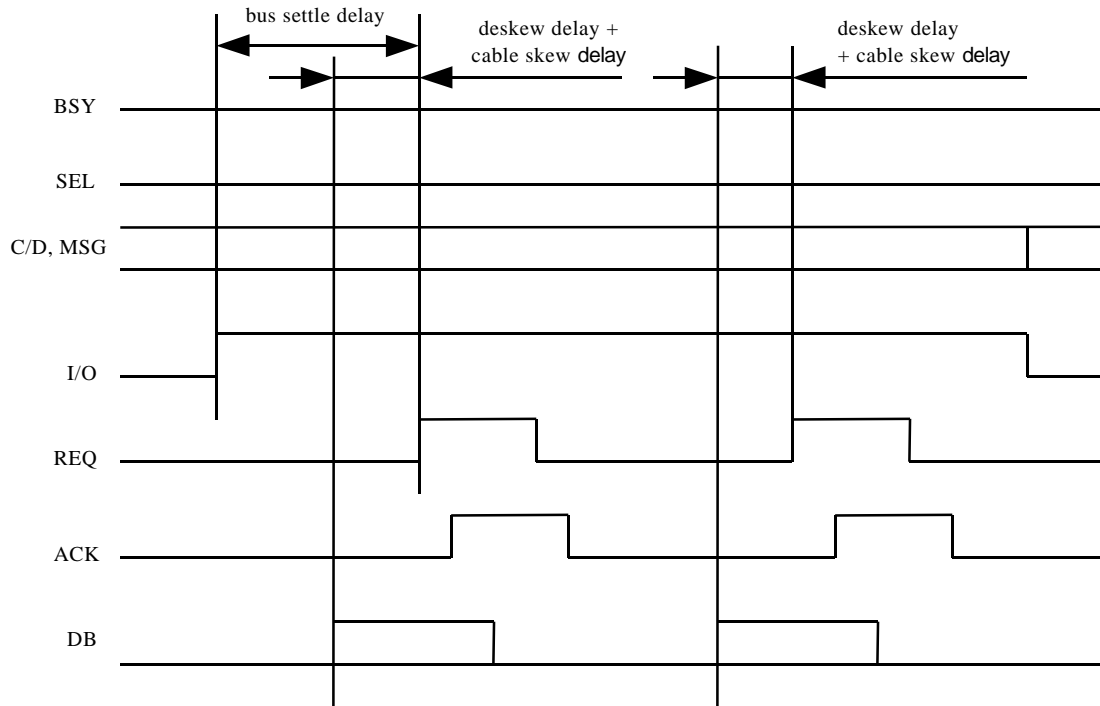 bus settle delay
deskew delay +
cable skew delay
deskew delay
+ cable skew delay
BSY
SEL
C/D, MSG
I/O
REQ
ACK
DB